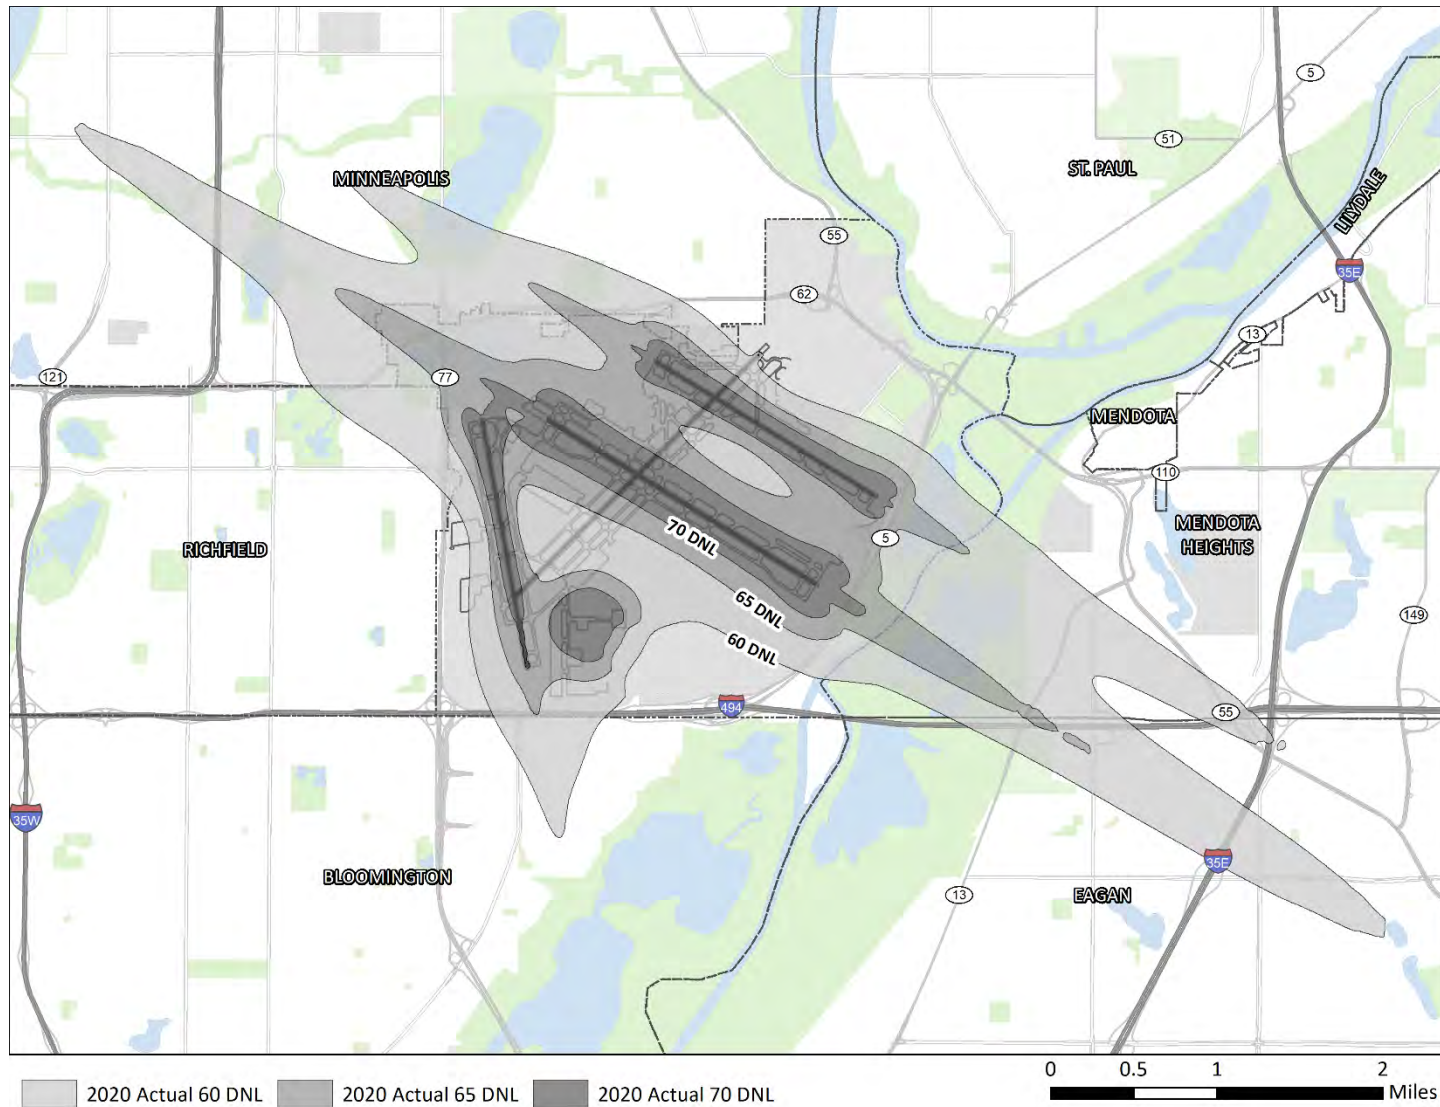 5
51
MINNEAPOLIS
ST. PAUL
LILYDALE
55
35E
62
13
121
77
MENDOTA
110
MENDOTA
HEIGHTS
70 DNL
5
RICHFIELD
65 DNL
149
60 DNL
494
55
35W
35E
BLOOMINGTON
13
EAGAN
0 0.5 1 2
Miles
2020 Actual 60 DNL 2020 Actual 65 DNL 2020 Actual 70 DNL